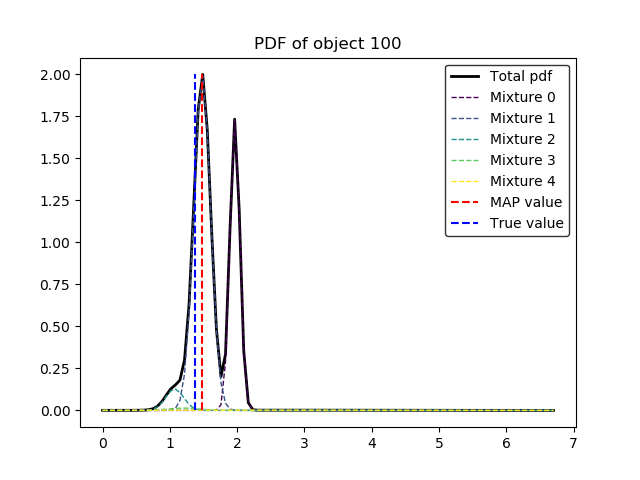 PDF of object 100
2.00
1.75
1.50
1.25
1.00
0.75
0.50
0.25
0.00
0 1 2 3 4 5 6 7
Total pdf
Mixture 0
Mixture 1
Mixture 2
Mixture 3
Mixture 4
MAP value
True value